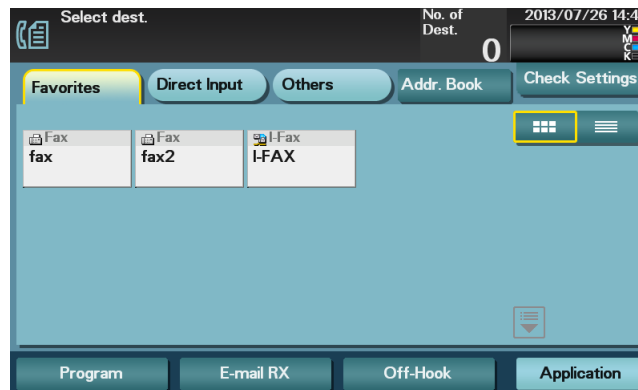 Select dest.
No. of
Dest.
0
2013/07/26 14:4
Y
M
C
K
Favorites
Direct Input
Others
Addr. Book
Check Settings
Fax
fax
Fax
fax2
I-Fax
I-FAX
Program
E-mail RX
Off-Hook
Application